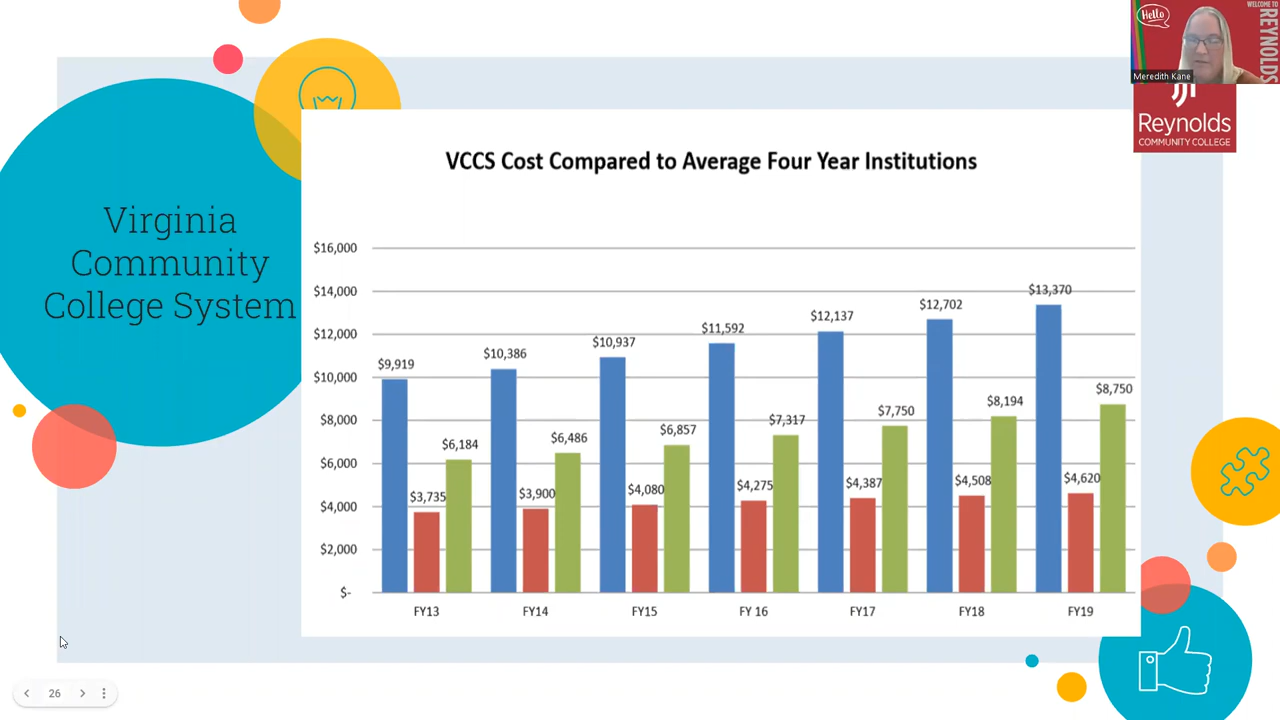 Hello
WELCOME TO
REYNOLDS
Meredith Kane
Reynolds
COMMUNITY COLLEGE
Virginia
Community
College System
VCCS Cost Compared to Average Four Year Institutions
$16,000
$14,000
$12,000
$10,000
$8,000
$6,000
$4,000
$2,000
$-
$9,919
$3,735
$6,184
$10,386
$3,900
$6,486
$10,937
$4,080
$6,857
$11,592
$4,275
$7,317
$12,137
$4,387
$7,750
$12,702
$4,508
$8,194
$13,370
$4,620
$8,750
FY13 FY14 FY15 FY 16 FY17 FY18 FY19
26